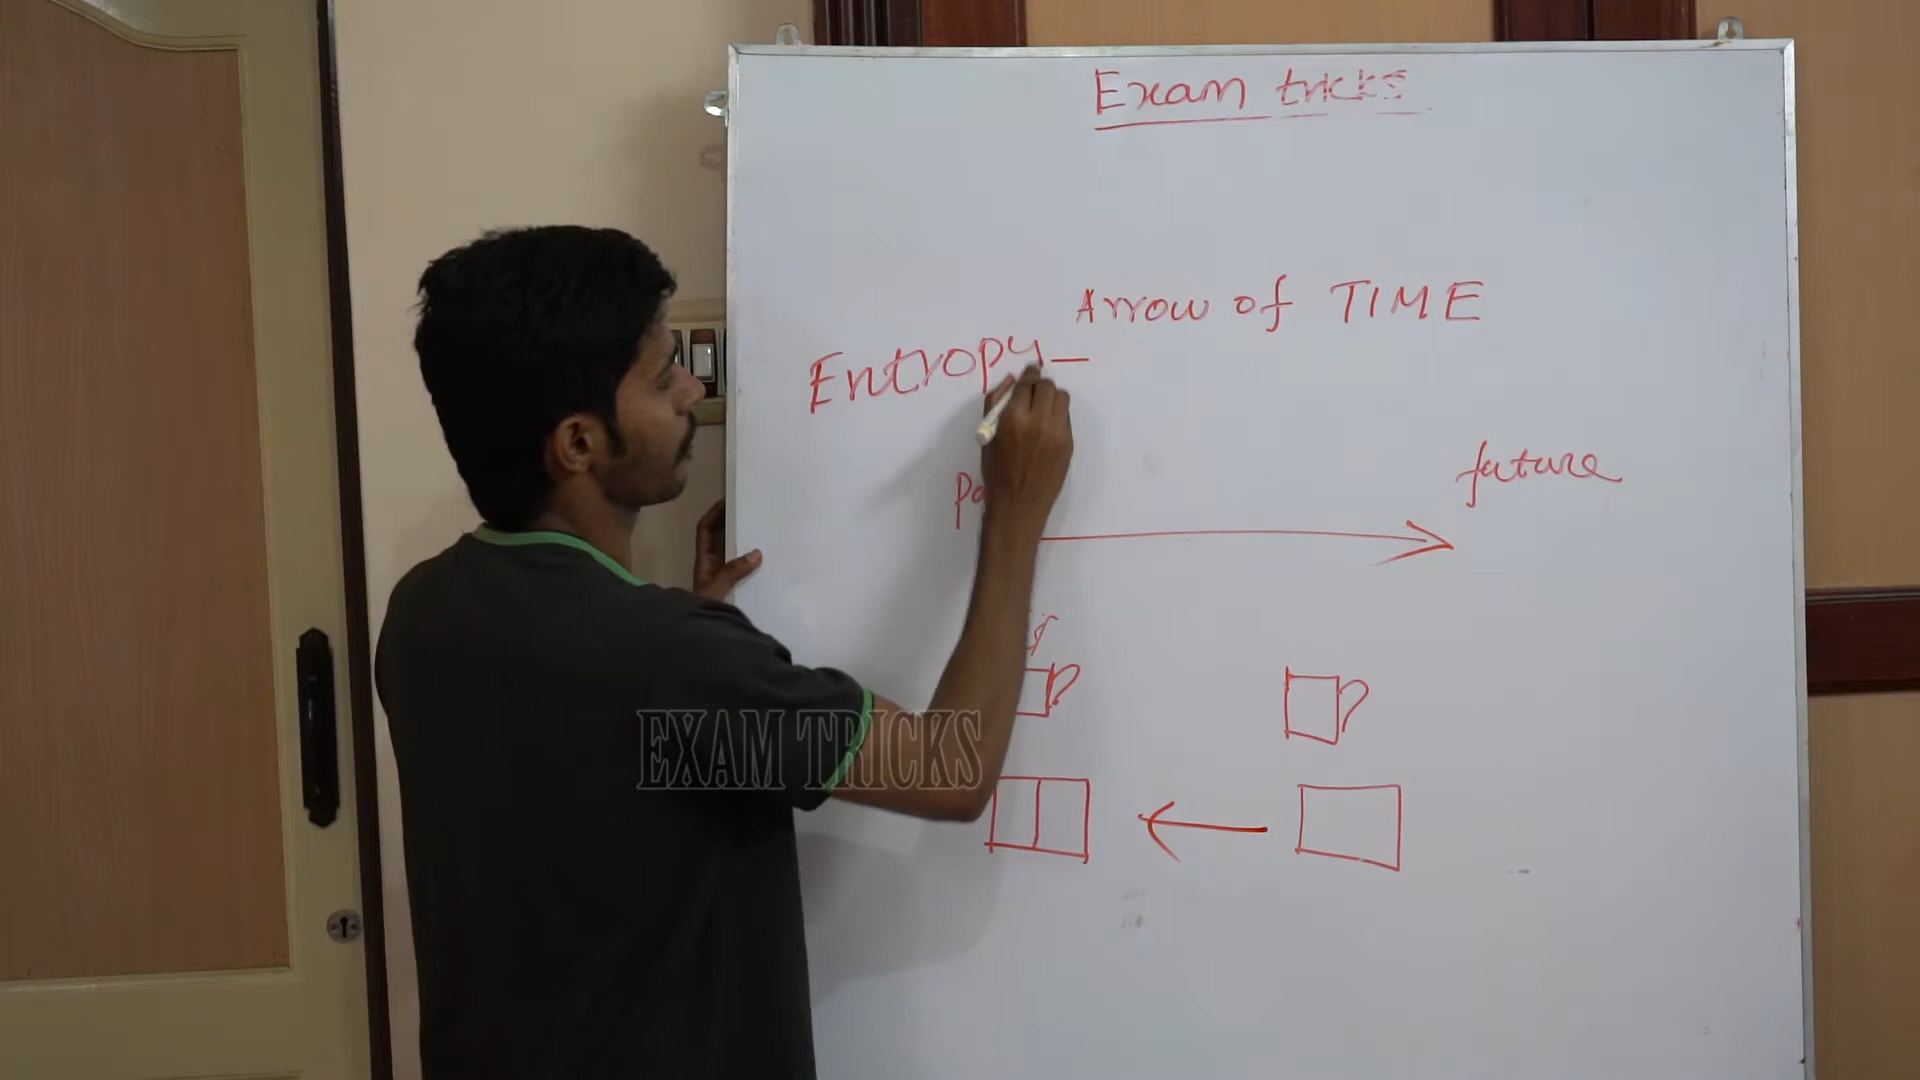 Exam tricks
Arrow of TIME
Entropy –
future
EXAM TRICKS